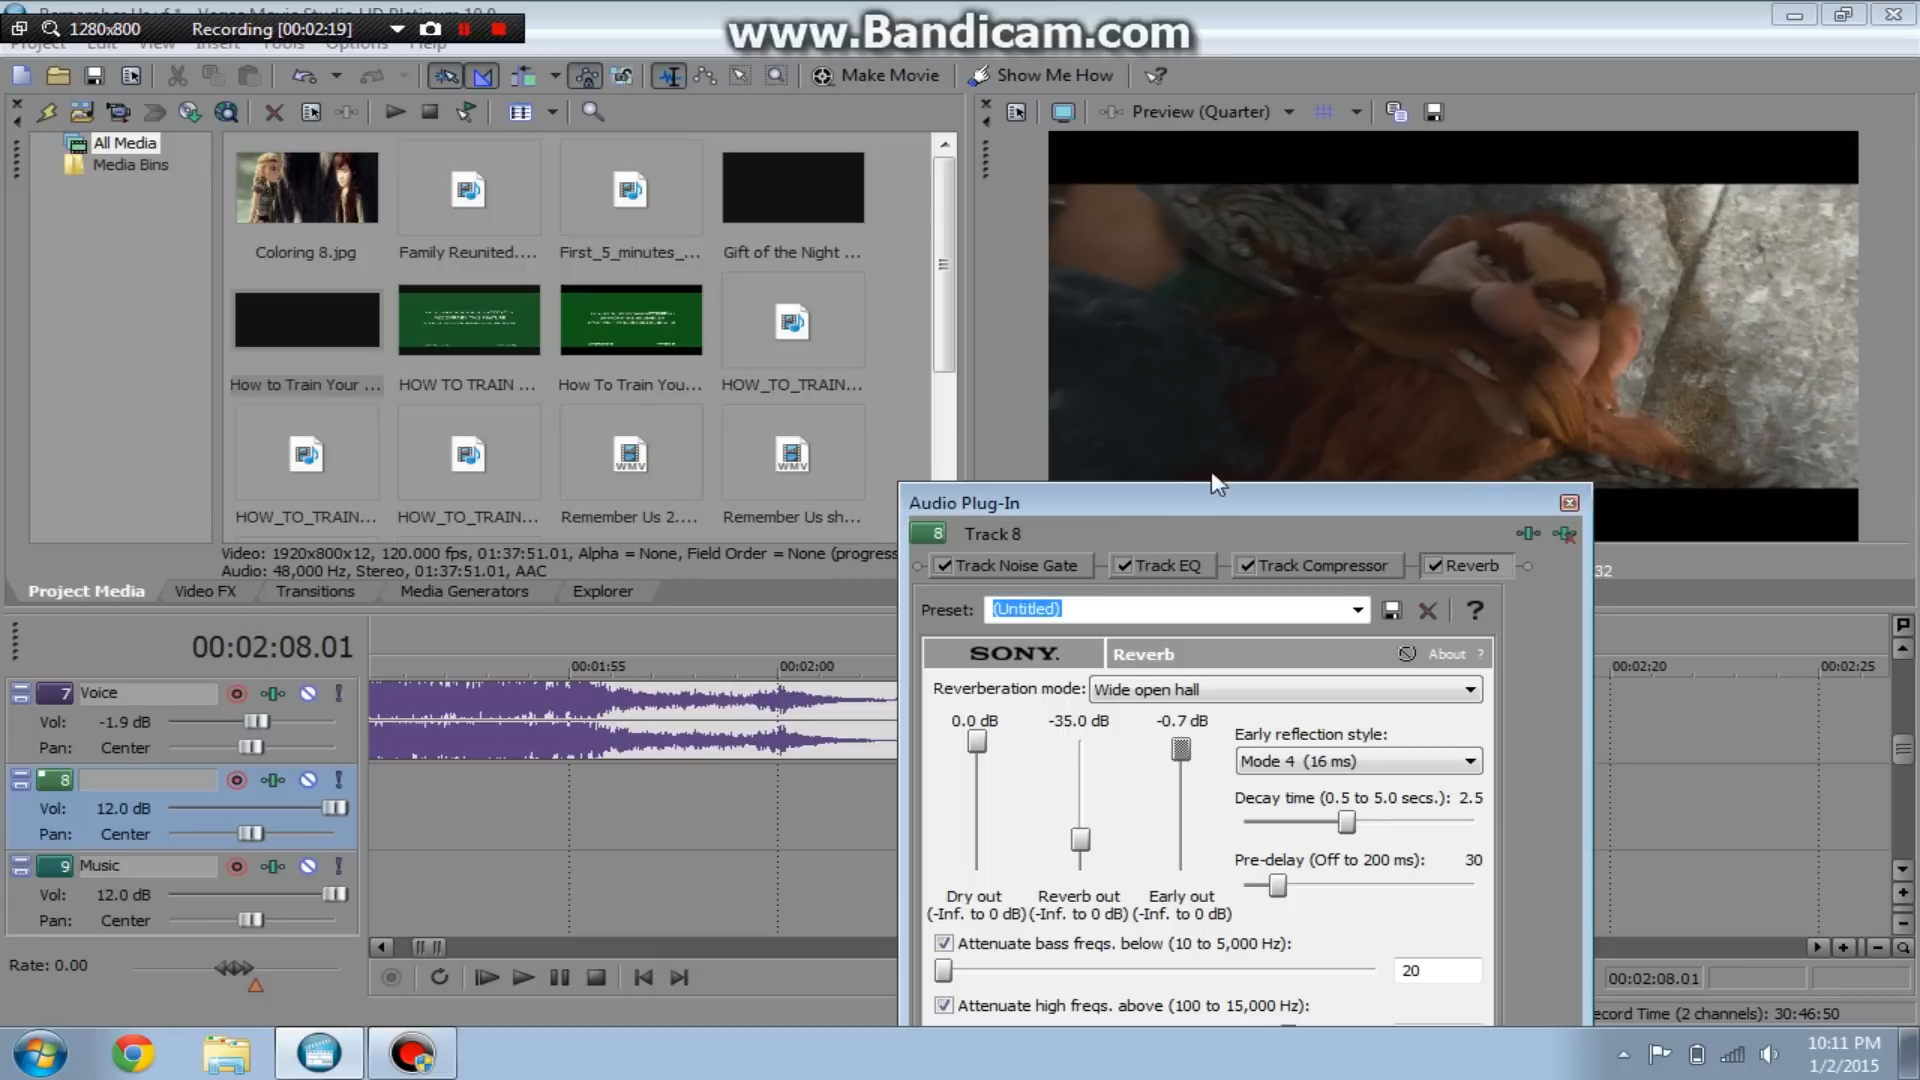 1280x800
Recording [00:02:19]
www.Bandicam.com
Project Edit View Insert Tools Options Help
Make Movie
Show Me How
Preview (Quarter)
All Media
Media Bins
Coloring 8.jpg
Family Reunited....
First_5_minutes_...
Gift of the Night ...
How to Train Your ...
HOW TO TRAIN ...
How To Train You...
HOW_TO_TRAIN...
WMV
WMV
HOW_TO_TRAIN...
HOW_TO_TRAIN...
Remember Us 2....
Remember Us sh...
Video: 1920x800x12, 120.000 fps, 01:37:51.01, Alpha = None, Field Order = None (progress
Audio: 48,000 Hz, Stereo, 01:37:51.01, AAC
Project Media
Video FX
Transitions
Media Generators
Explorer
Audio Plug-In
8
Track 8
Track Noise Gate
Track EQ
Track Compressor
Reverb
32
Preset:
(Untitled)
?
SONY.
Reverb
About ?
Reverberation mode:
Wide open hall
0.0 dB
-35.0 dB
-0.7 dB
Early reflection style:
Mode 4 (16 ms)
Decay time (0.5 to 5.0 secs.): 2.5
Pre-delay (Off to 200 ms): 30
Dry out
Reverb out
Early out
(-Inf. to 0 dB) (-Inf. to 0 dB) (-Inf. to 0 dB)
Attenuate bass freqs. below (10 to 5,000 Hz):
20
Attenuate high freqs. above (100 to 15,000 Hz):
00:02:08.01
00:01:55
00:02:00
00:02:20
00:02:25
7
Voice
Vol: -1.9 dB
Pan: Center
8
Vol: 12.0 dB
Pan: Center
9
Music
Vol: 12.0 dB
Pan: Center
Rate: 0.00
00:02:08.01
ecord Time (2 channels): 30:46:50
10:11 PM
1/2/2015